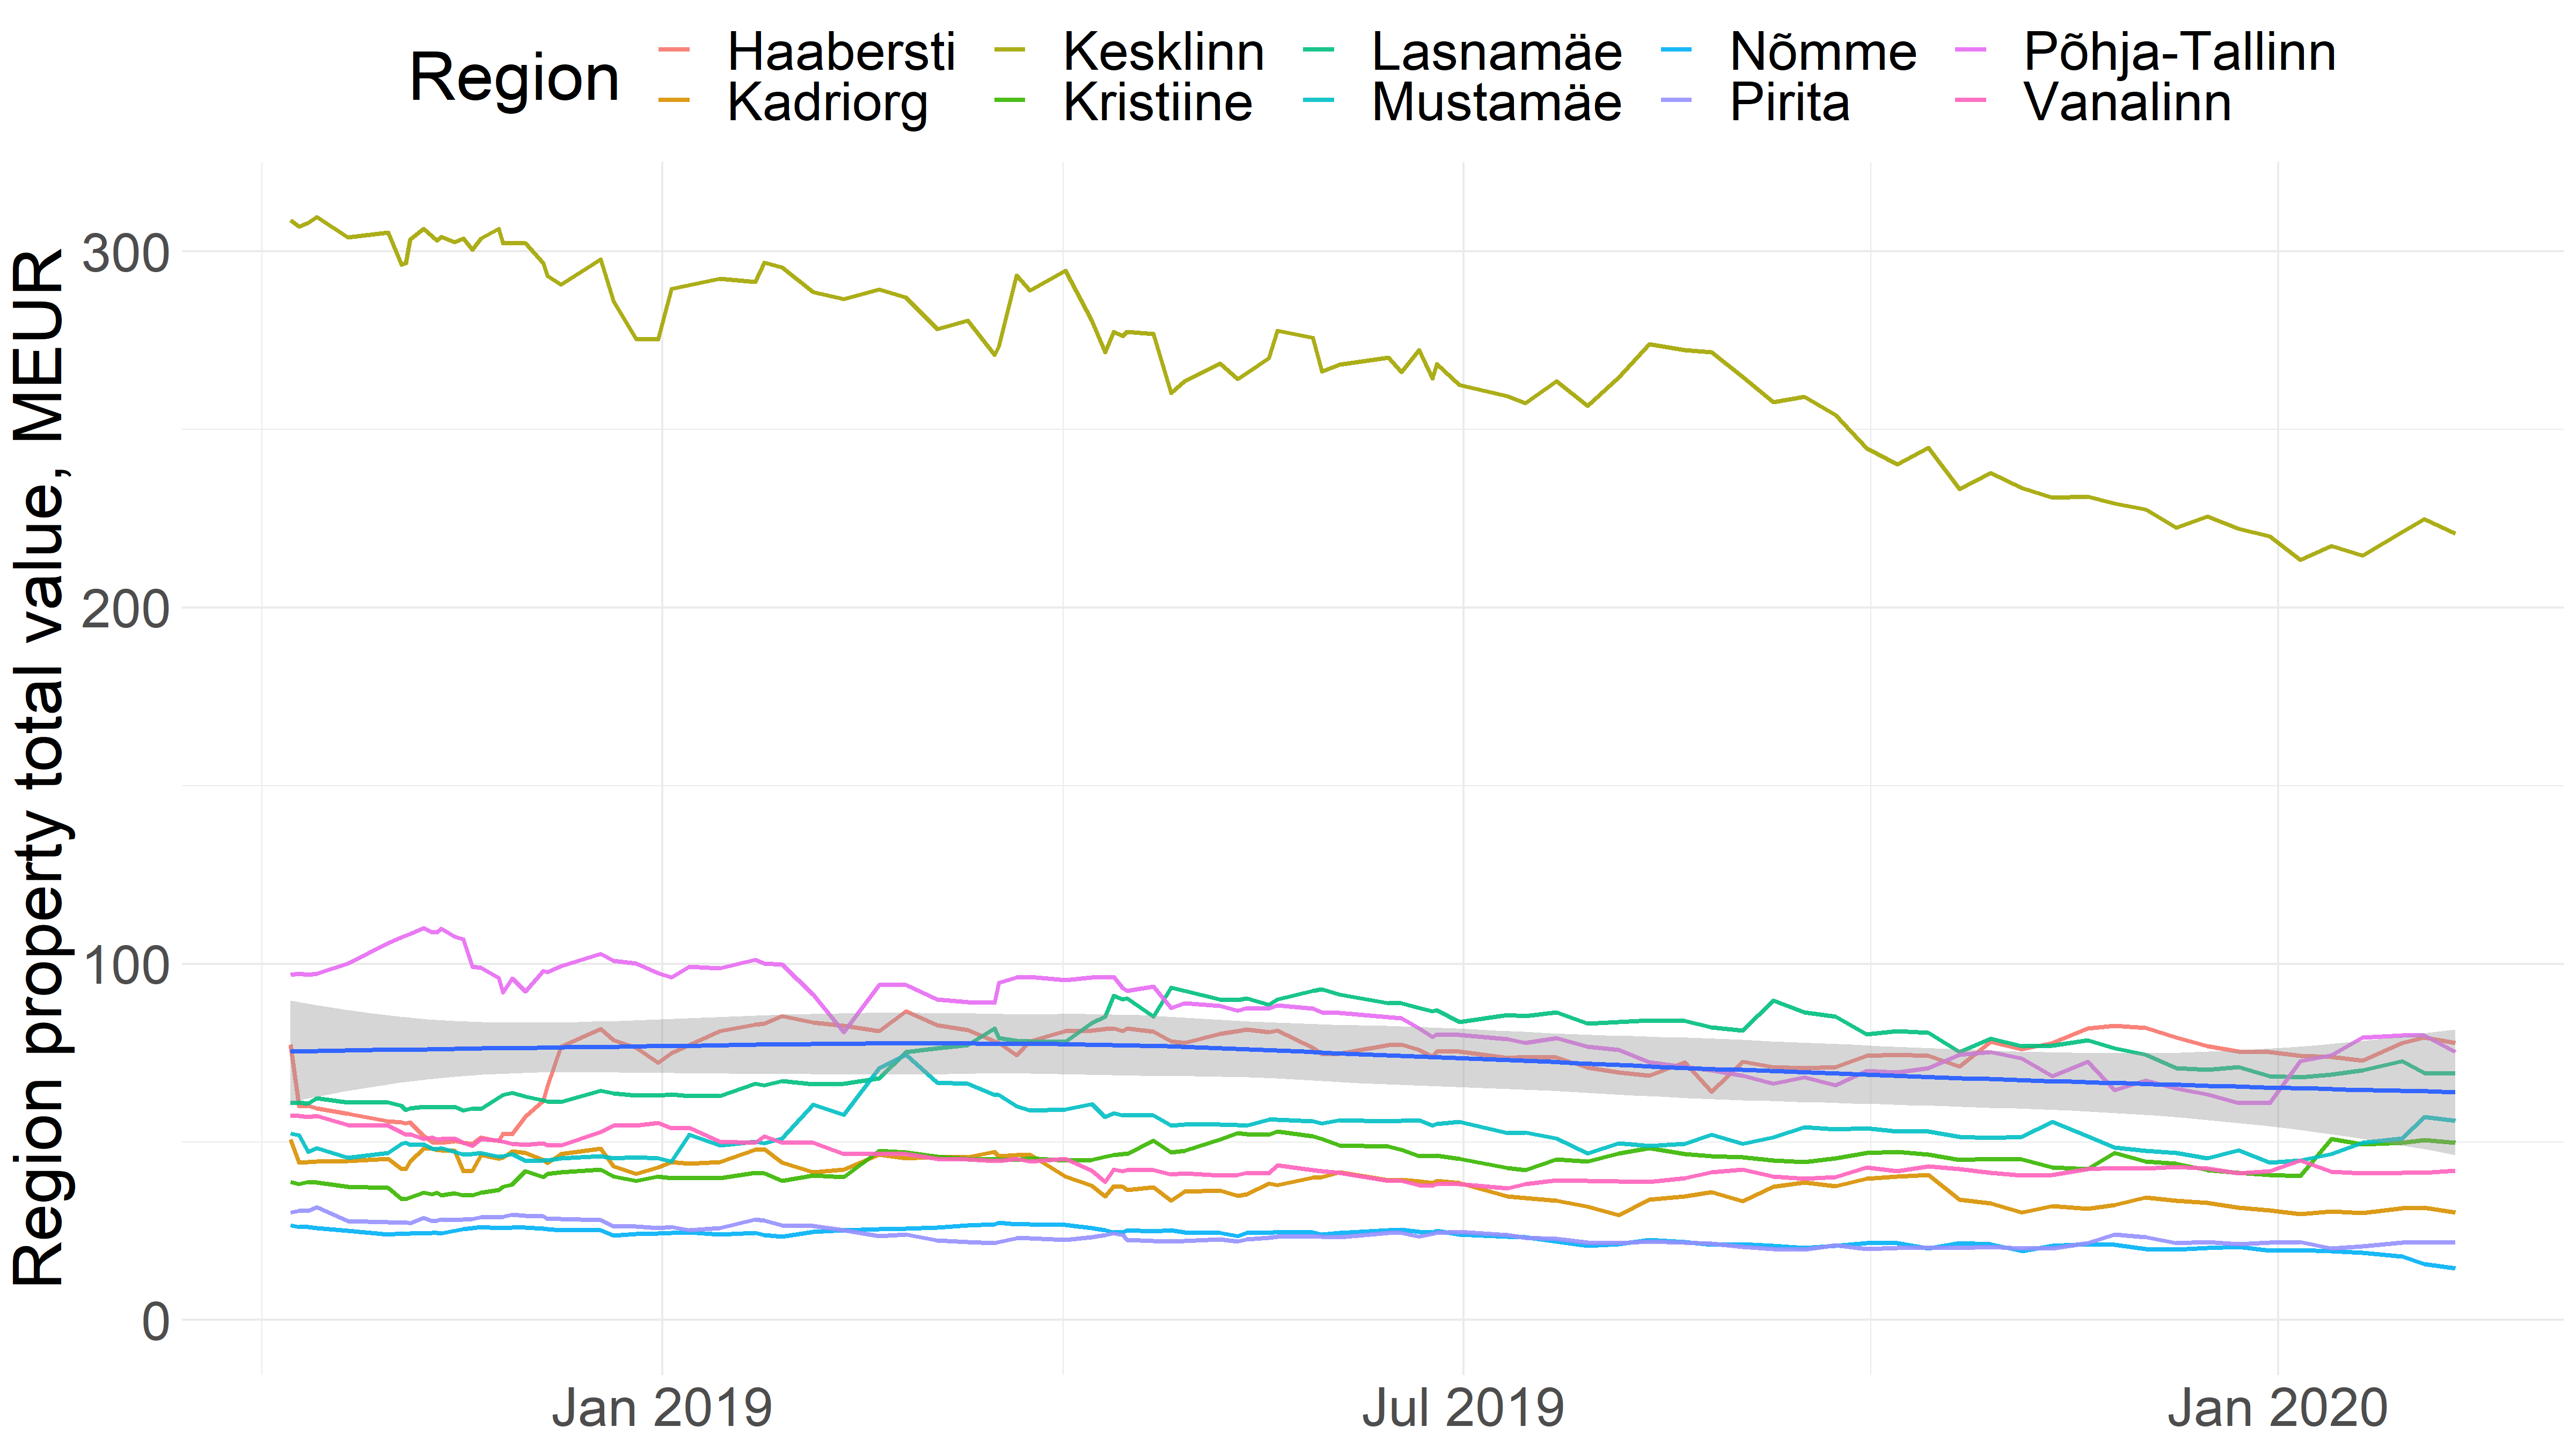 Region
Haabersti Kesklinn Lasnamäe Nõmme Põhja-Tallinn
Kadriorg Kristiine Mustamäe Pirita Vanalinn
Region property total value, MEUR
300
200
100
0
Jan 2019 Jul 2019 Jan 2020